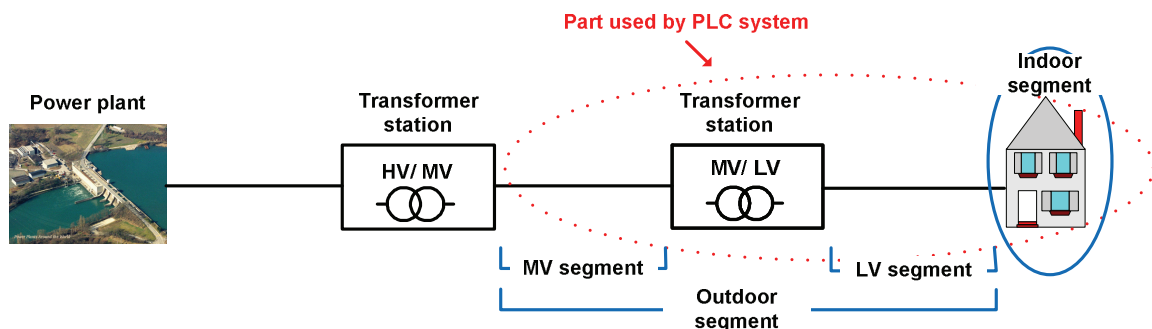 Part used by PLC system
Indoor
segment
Power plant
Transformer
station
Transformer
station
HV/ MV
MV/ LV
MV segment
LV segment
Outdoor
segment